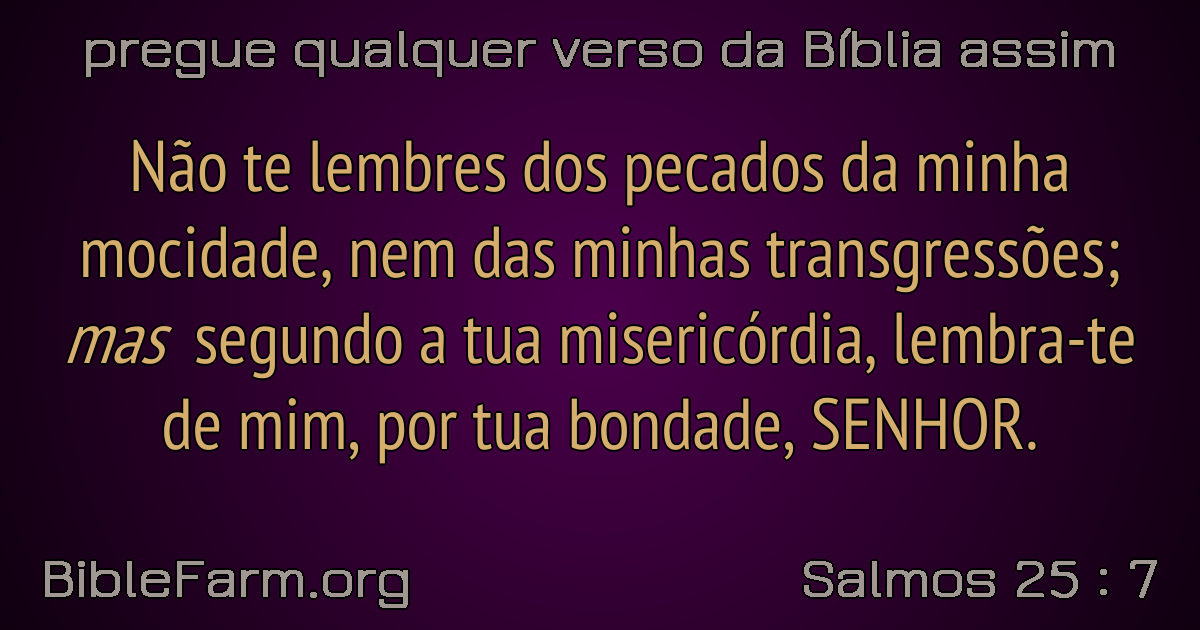 pregue qualquer verso da Bíblia assim
Não te lembres dos pecados da minha
mocidade, nem das minhas transgressões;
mas segundo a tua misericórdia, lembra-te
de mim, por tua bondade, SENHOR.
BibleFarm.org
Salmos 25 : 7